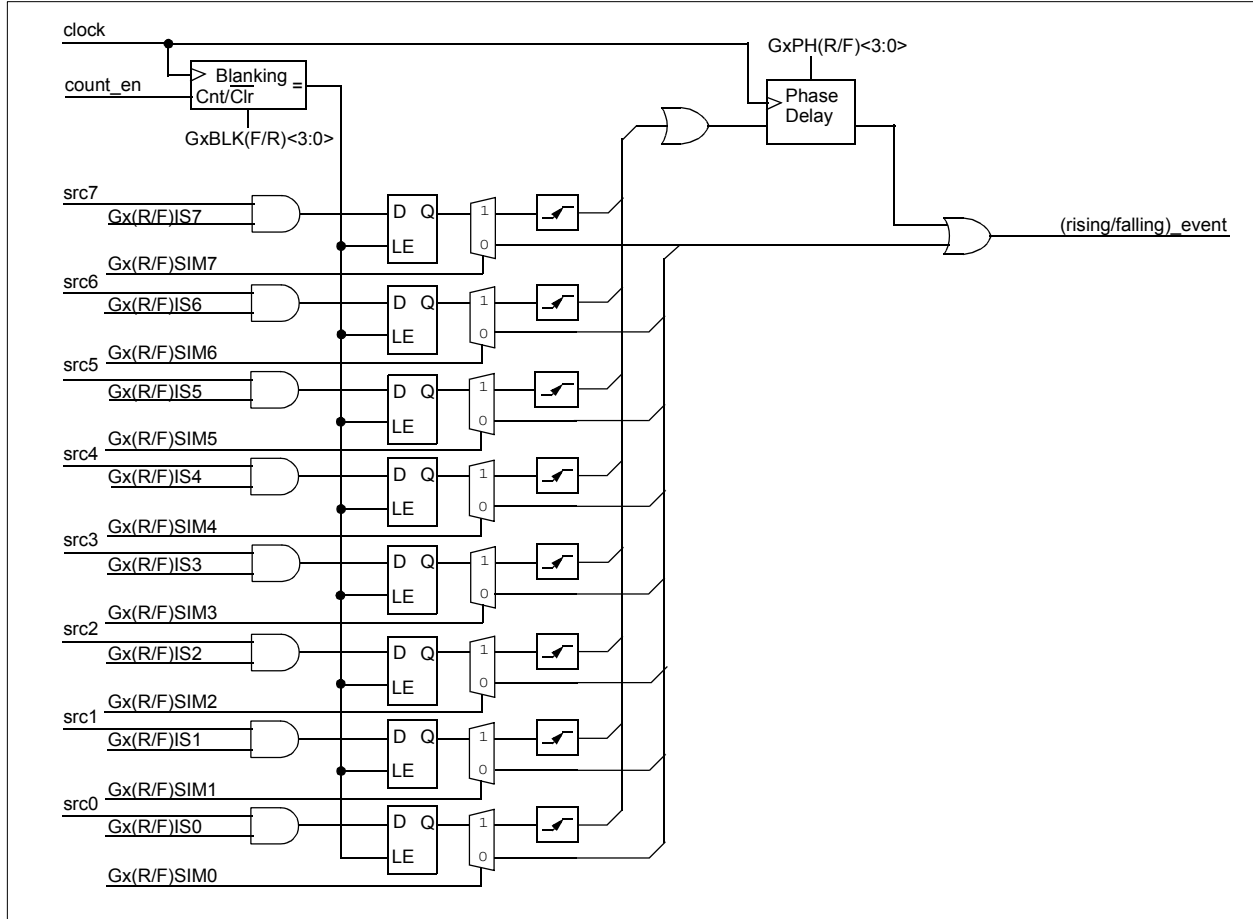 clock
GxPH(R/F)<3:0>
Blanking
=
count_en
Cnt/Clr
Phase
Delay
GxBLK(F/R)<3:0>
src7
D Q
1
Gx(R/F)IS7
(rising/falling)_event
LE
0
Gx(R/F)SIM7
src6
D Q
1
Gx(R/F)IS6
LE
0
Gx(R/F)SIM6
src5
D Q
1
Gx(R/F)IS5
LE
0
Gx(R/F)SIM5
src4
D Q
1
Gx(R/F)IS4
LE
0
Gx(R/F)SIM4
src3
D Q
1
Gx(R/F)IS3
LE
0
Gx(R/F)SIM3
src2
D Q
1
Gx(R/F)IS2
LE
0
Gx(R/F)SIM2
src1
D Q
1
Gx(R/F)IS1
LE
0
Gx(R/F)SIM1
src0
D Q
1
Gx(R/F)IS0
LE
0
Gx(R/F)SIM0